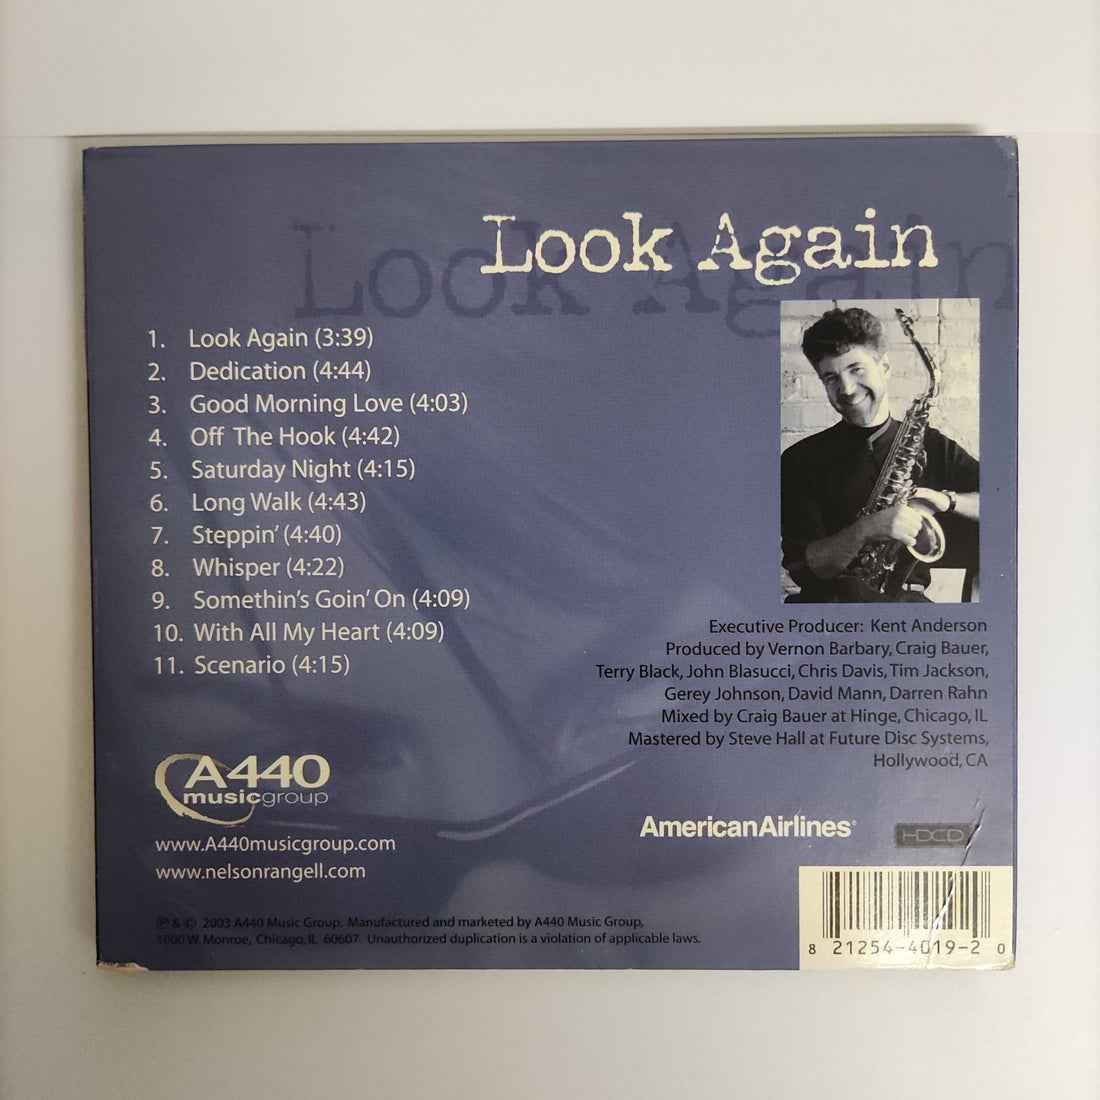 Look Again
Look Again
1. Look Again (3:39)
2. Dedication (4:44)
3. Good Morning Love (4:03)
4. Off The Hook (4:42)
5. Saturday Night (4:15)
6. Long Walk (4:43)
7. Steppin' (4:40)
8. Whisper (4:22)
9. Somethin's Goin' On (4:09)
10. With All My Heart (4:09)
11. Scenario (4:15)
Executive Producer: Kent Anderson
Produced by Vernon Barbary, Craig Bauer,
Terry Black, John Blasucci, Chris Davis, Tim Jackson,
Gerey Johnson, David Mann, Darren Rahn
Mixed by Craig Bauer at Hinge, Chicago, IL
Mastered by Steve Hall at Future Disc Systems,
Hollywood, CA
A440
musicgroup
www.A440musicgroup.com
www.nelsonrangell.com
AmericanAirlines®
HDCD
℗ & © 2003 A440 Music Group. Manufactured and marketed by A440 Music Group,
1000 W. Monroe, Chicago, IL 60607. Unauthorized duplication is a violation of applicable laws.
8 21254-4019-2 0